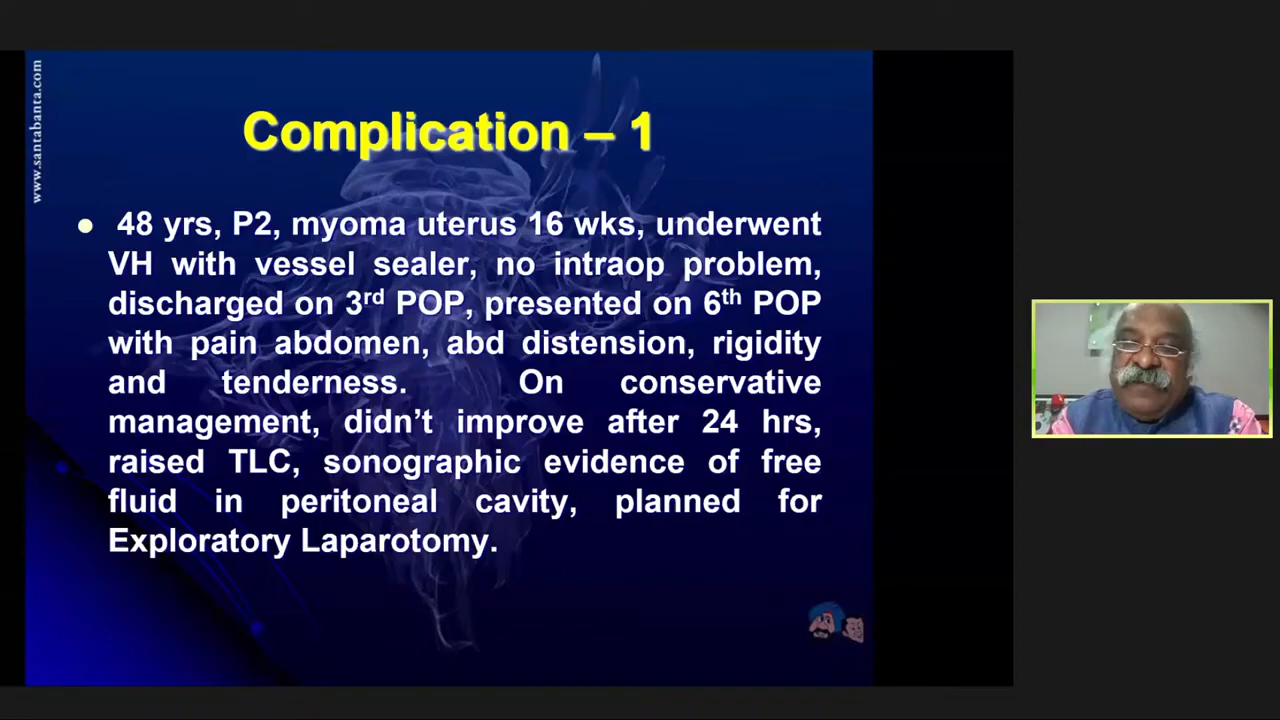 www.santabanta.com
Complication – 1
● 48 yrs, P2, myoma uterus 16 wks, underwent
VH with vessel sealer, no intraop problem,
discharged on 3rd POP, presented on 6th POP
with pain abdomen, abd distension, rigidity
and tenderness. On conservative
management, didn’t improve after 24 hrs,
raised TLC, sonographic evidence of free
fluid in peritoneal cavity, planned for
Exploratory Laparotomy.